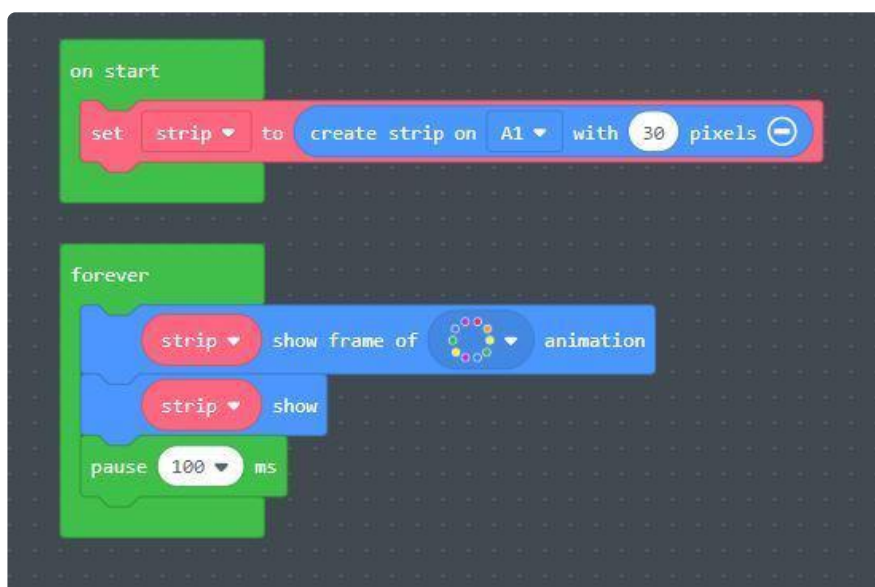 on start
set strip to create strip on A1 with 30 pixels
forever
strip show frame of animation
strip show
pause 100 ms